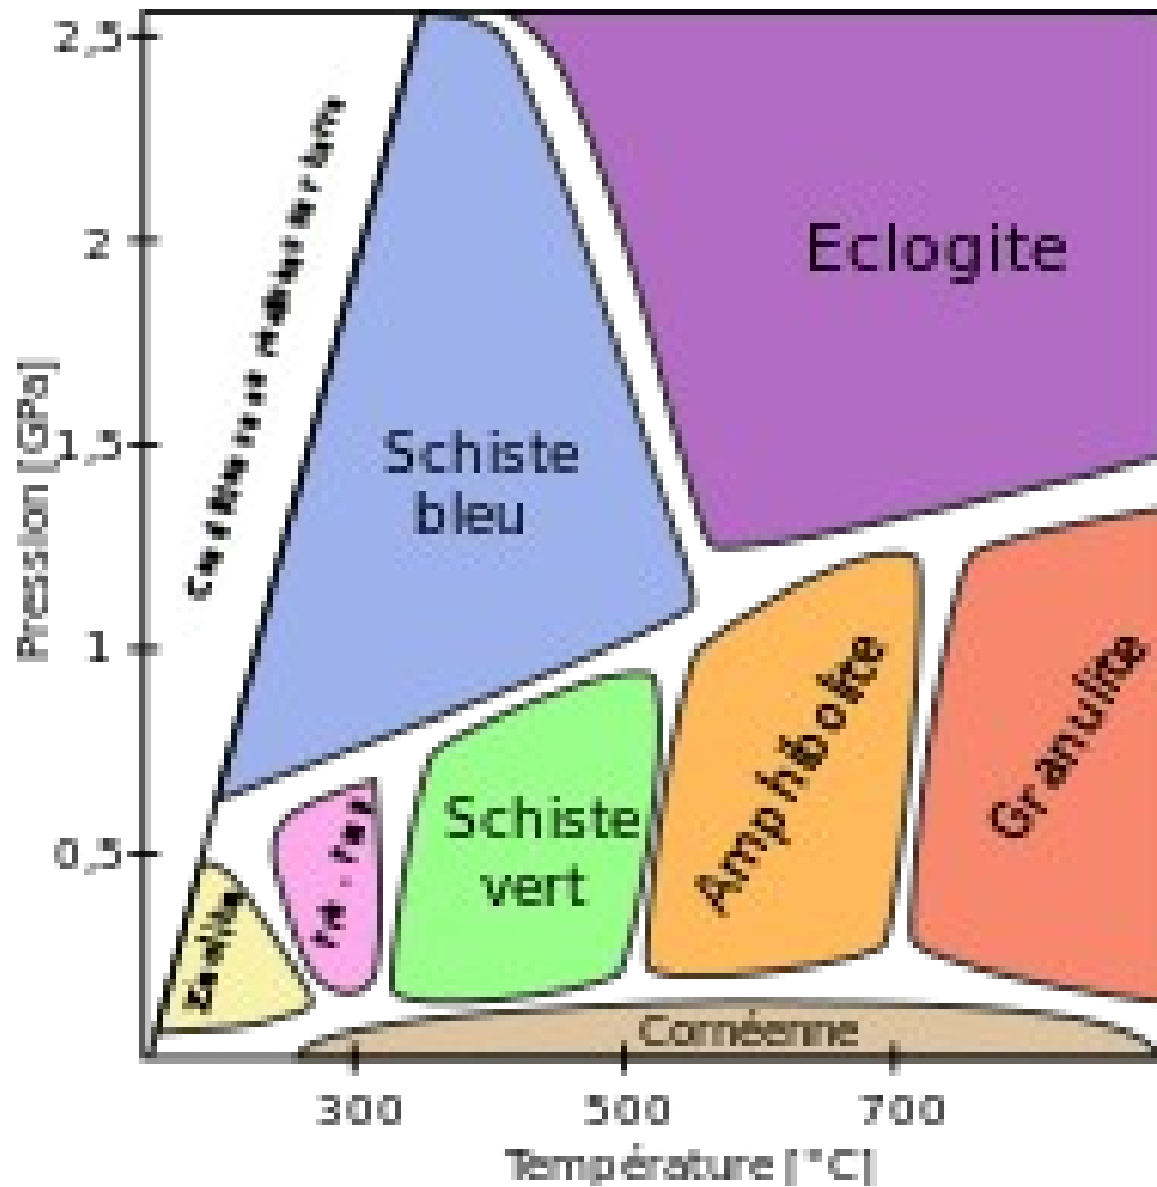 2,5
2
1,5
1
0,5
Pression [GPa]
Eclogite
Schiste
bleu
Amphibolite
Granulite
Schiste
vert
Zéolite
Cornéenne
300
500
700
Température [°C]